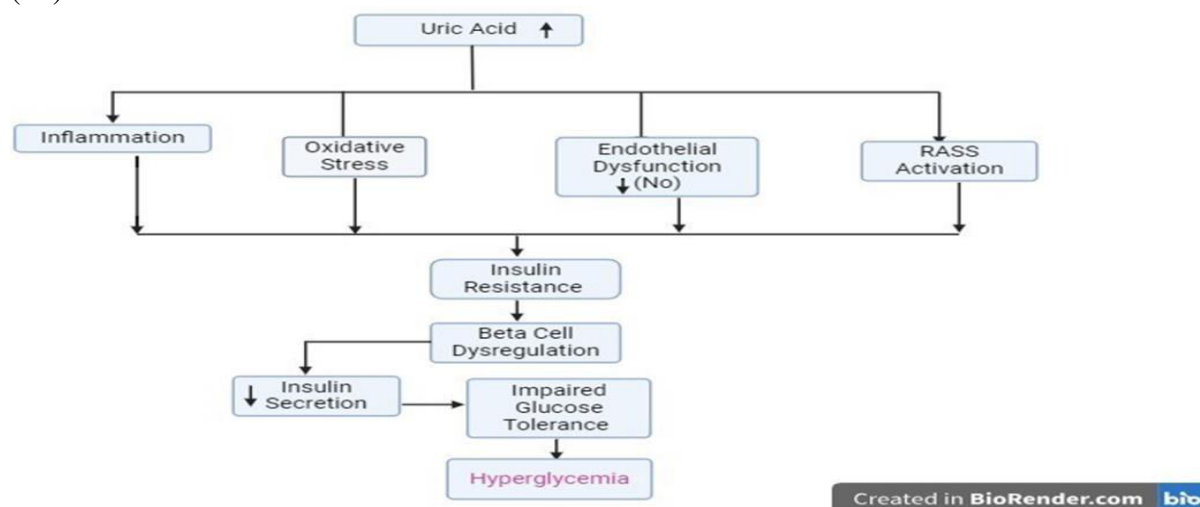 Uric Acid ↑
Inflammation
Oxidative
Stress
Endothelial
Dysfunction
↓ (No)
RASS
Activation
Insulin
Resistance
Beta Cell
Dysregulation
↓ Insulin
Secretion
Impaired
Glucose
Tolerance
Hyperglycemia
Created in BioRender.com bio